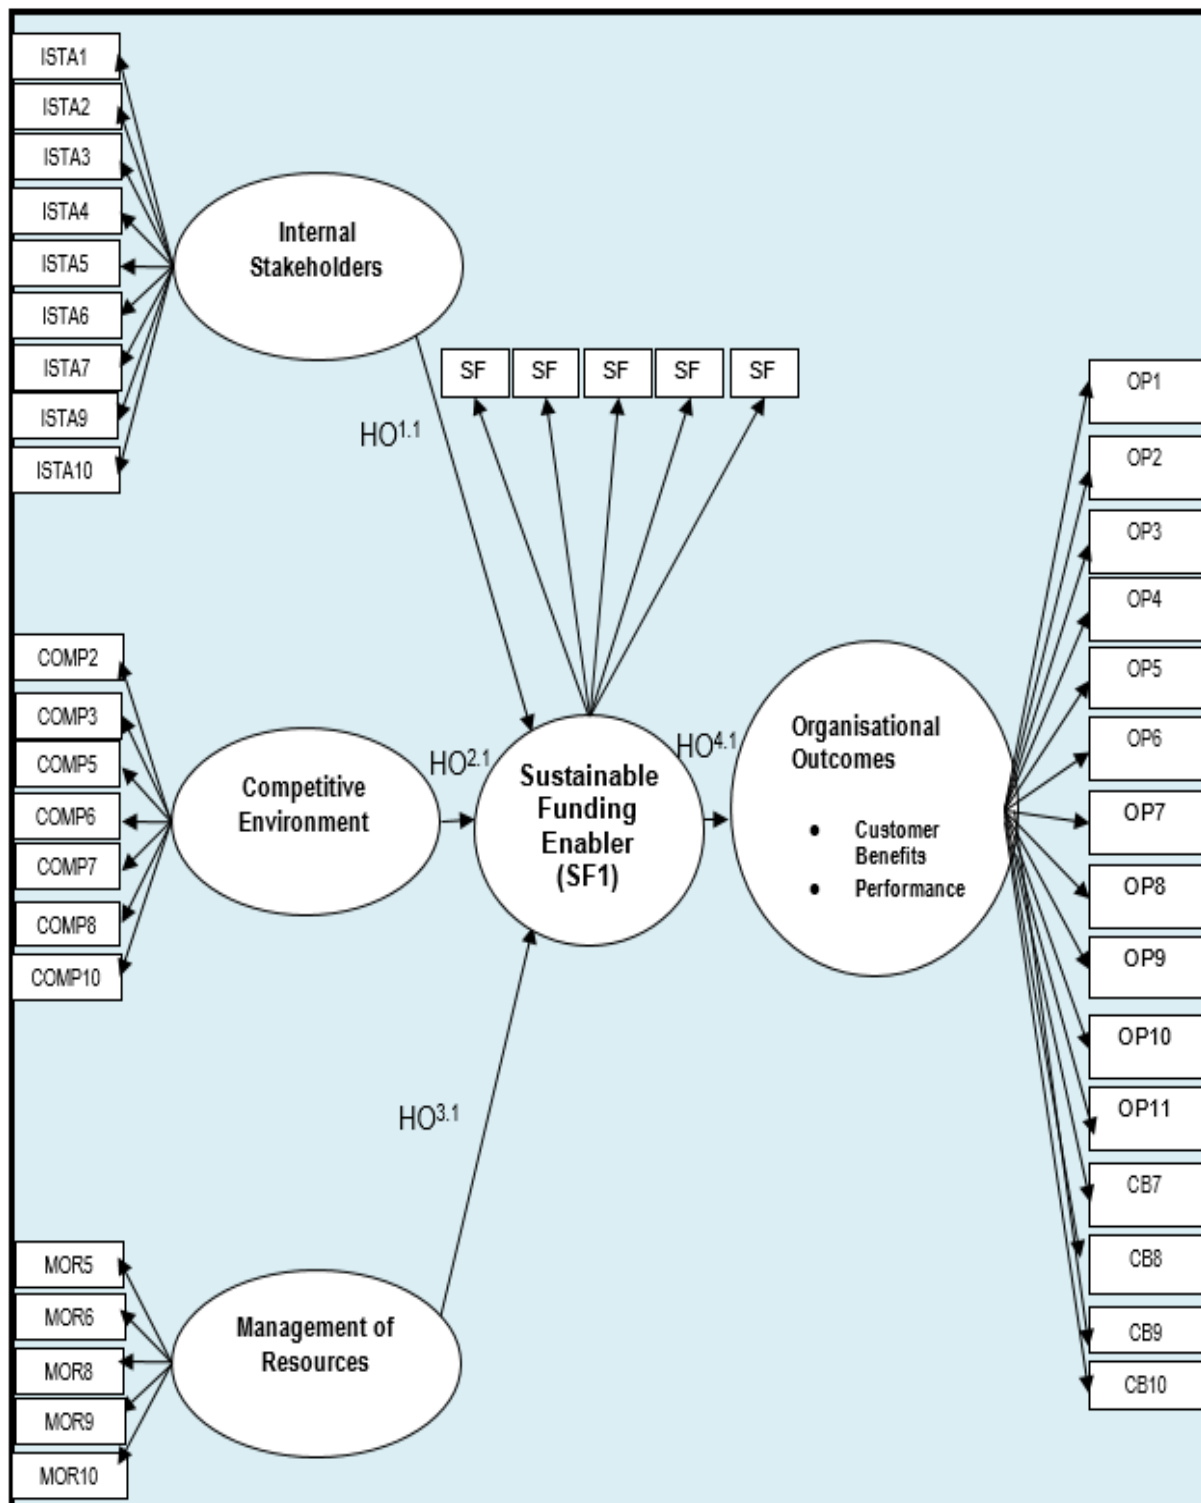 ISTA1
ISTA2
ISTA3
ISTA4
ISTA5
ISTA6
ISTA7
ISTA9
ISTA10
Internal
Stakeholders
HO1.1
SF SF SF SF SF
COMP2
COMP3
COMP5
COMP6
COMP7
COMP8
COMP10
Competitive
Environment
HO2.1
Sustainable
Funding
Enabler
(SF1)
HO4.1
Organisational
Outcomes
• Customer
Benefits
• Performance
HO3.1
MOR5
MOR6
MOR8
MOR9
MOR10
Management of
Resources
OP1
OP2
OP3
OP4
OP5
OP6
OP7
OP8
OP9
OP10
OP11
CB7
CB8
CB9
CB10